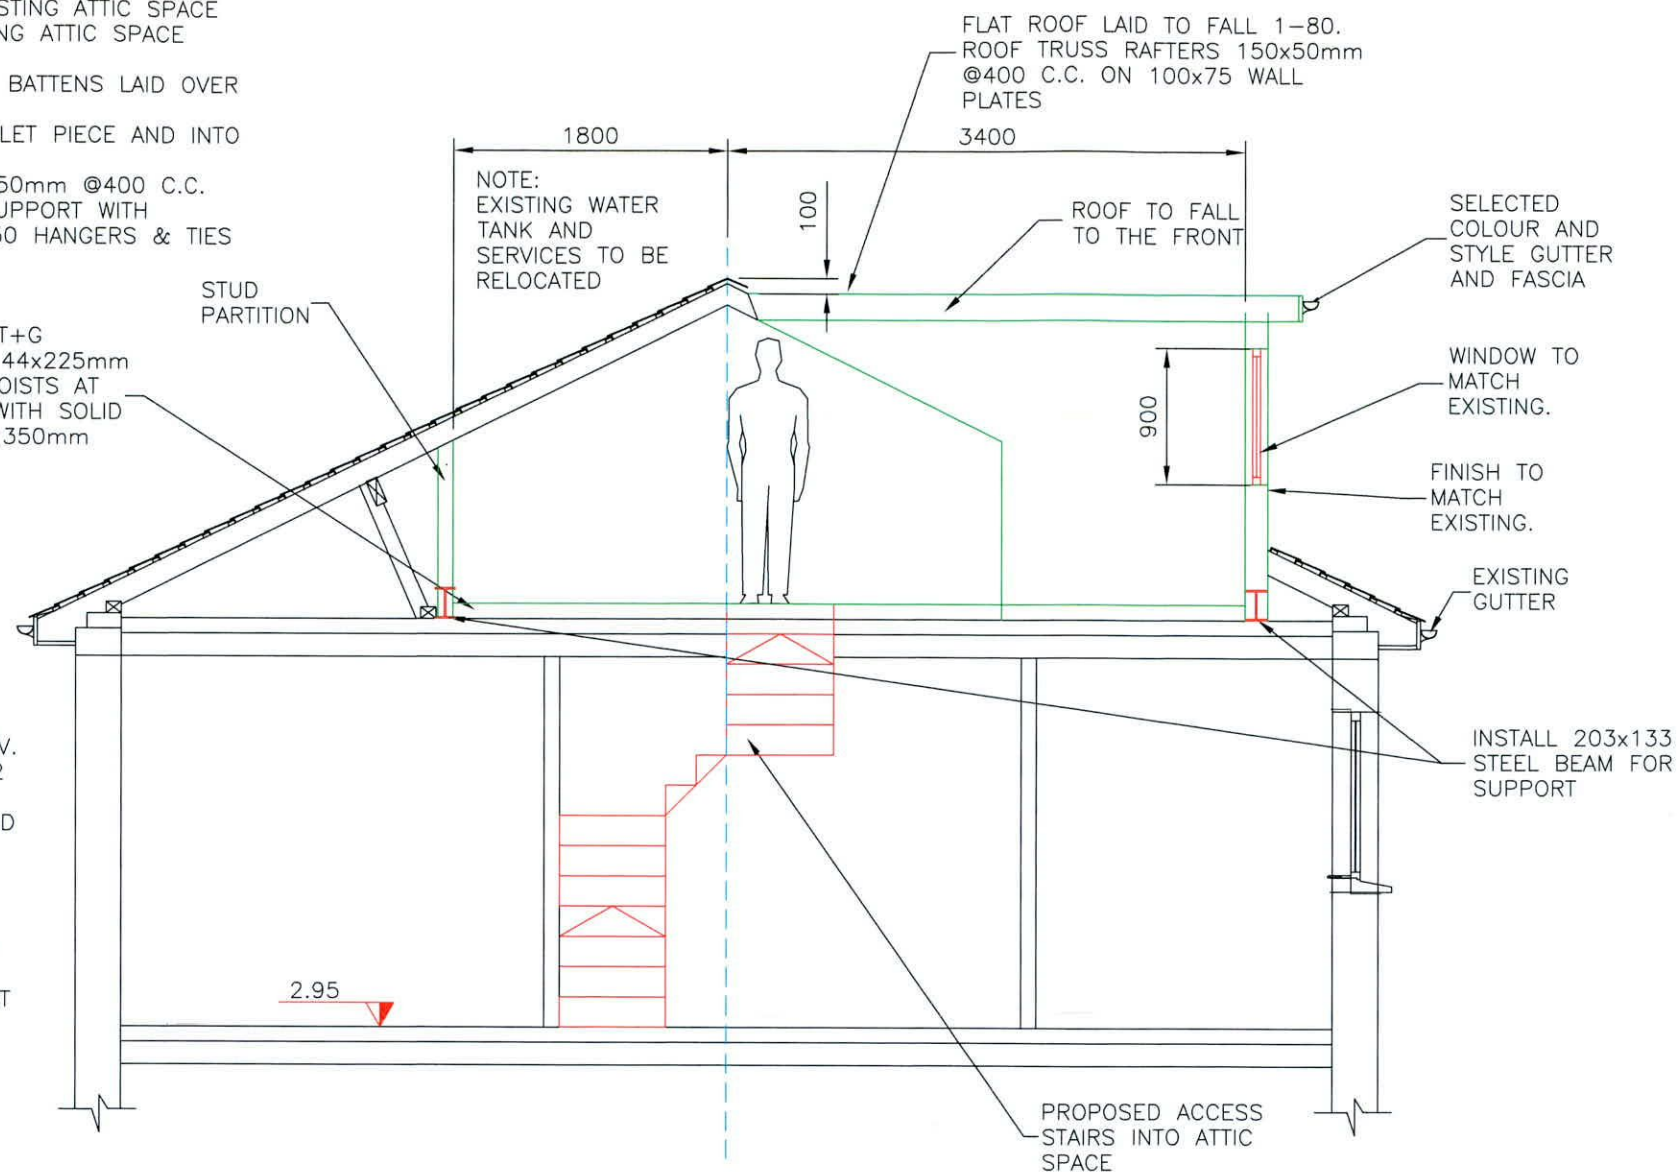 STING ATTIC SPACE
NG ATTIC SPACE
BATTENS LAID OVER
LET PIECE AND INTO
50mm @400 C.C.
UPPORT WITH
50 HANGERS & TIES
FLAT ROOF LAID TO FALL 1-80.
ROOF TRUSS RAFTERS 150x50mm
@400 C.C. ON 100x75 WALL
PLATES
1800
3400
NOTE:
EXISTING WATER
TANK AND
SERVICES TO BE
RELOCATED
100
ROOF TO FALL
TO THE FRONT
SELECTED
COLOUR AND
STYLE GUTTER
AND FASCIA
STUD
PARTITION
T+G
44x225mm
OISTS AT
WITH SOLID
350mm
900
WINDOW TO
MATCH
EXISTING.
FINISH TO
MATCH
EXISTING.
EXISTING
GUTTER
INSTALL 203x133
STEEL BEAM FOR
SUPPORT
2.95
PROPOSED ACCESS
STAIRS INTO ATTIC
SPACE